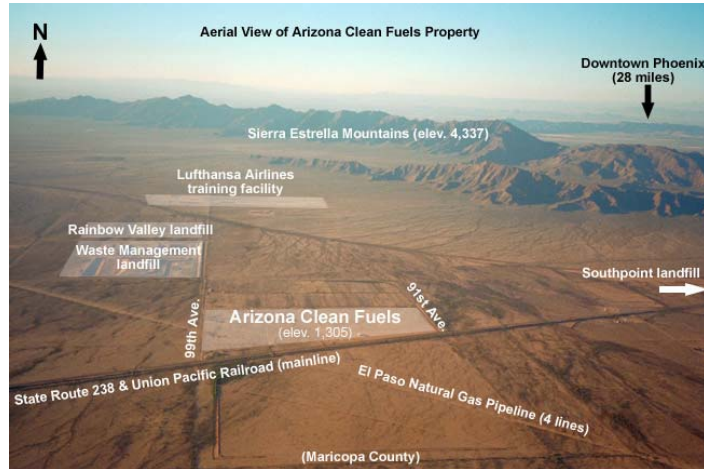 N
Aerial View of Arizona Clean Fuels Property
Downtown Phoenix
(28 miles)
Sierra Estrella Mountains (elev. 4,337)
Lufthansa Airlines
training facility
Rainbow Valley landfill
Waste Management
landfill
Southpoint landfill
99th Ave.
91st Ave.
Arizona Clean Fuels
(elev. 1,305)
State Route 238 & Union Pacific Railroad (mainline)
El Paso Natural Gas Pipeline (4 lines)
(Maricopa County)